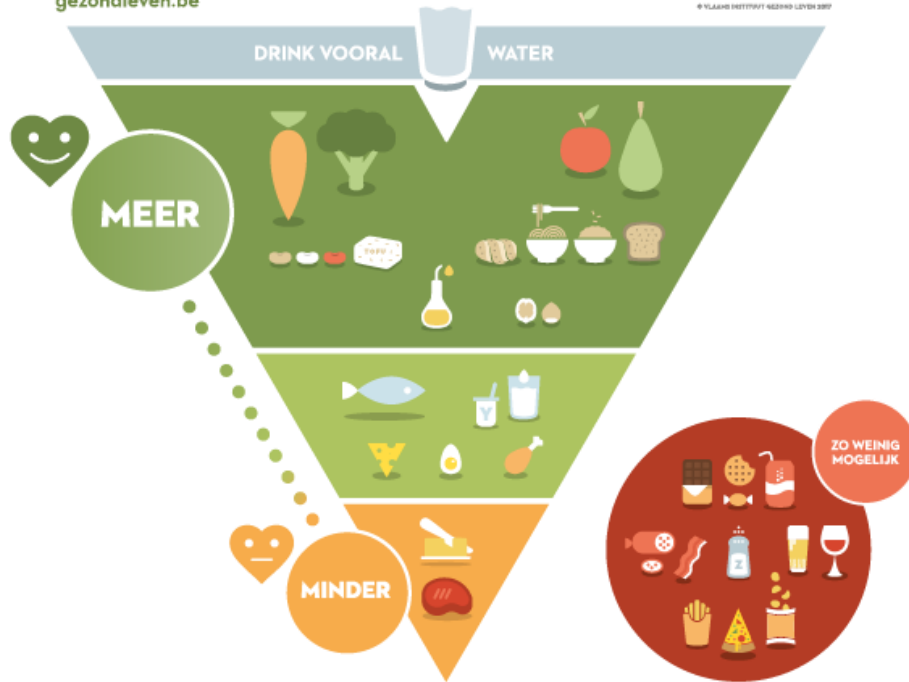 gezondleven.be
© VLAAMS INSTITUUT GEZOND LEVEN 2017
DRINK VOORAL WATER
MEER
TOFU
Y
ZO WEINIG
MOGELIJK
Z
MINDER